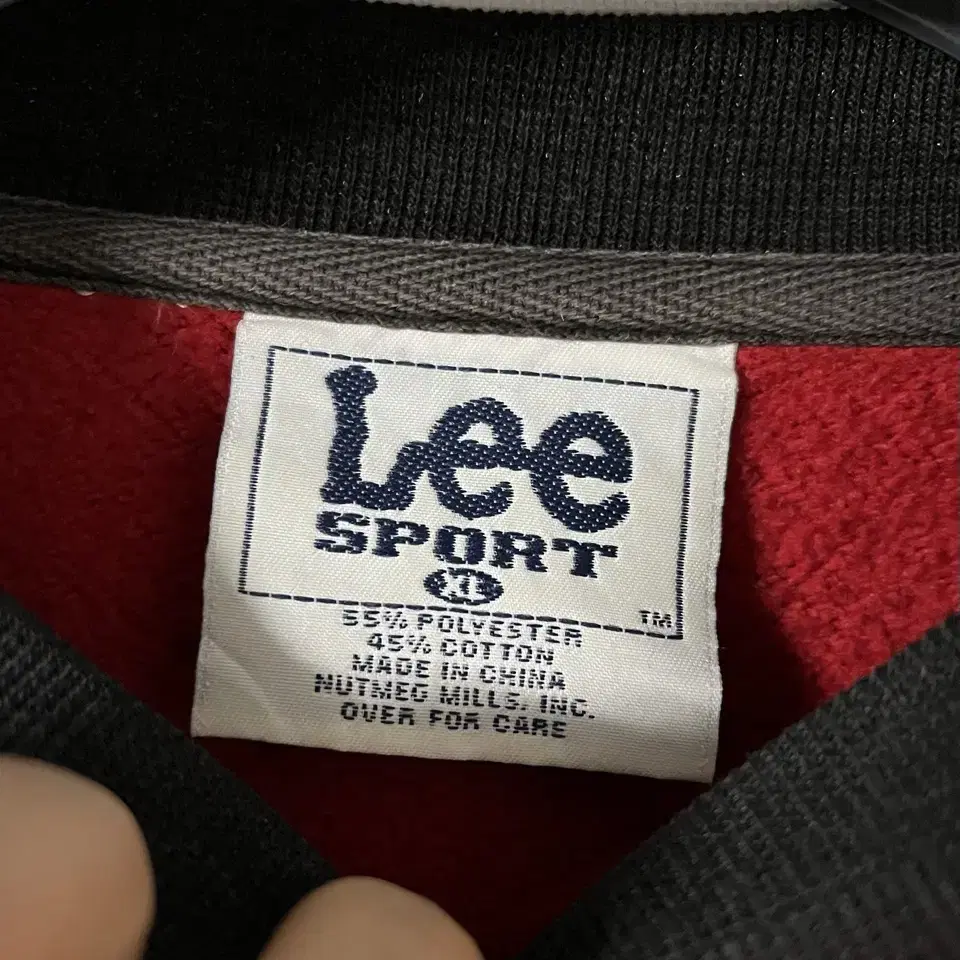 Lee
SPORT
XL
TM
55% POLYESTER
45% COTTON
MADE IN CHINA
NUTMEG MILLS, INC.
OVER FOR CARE